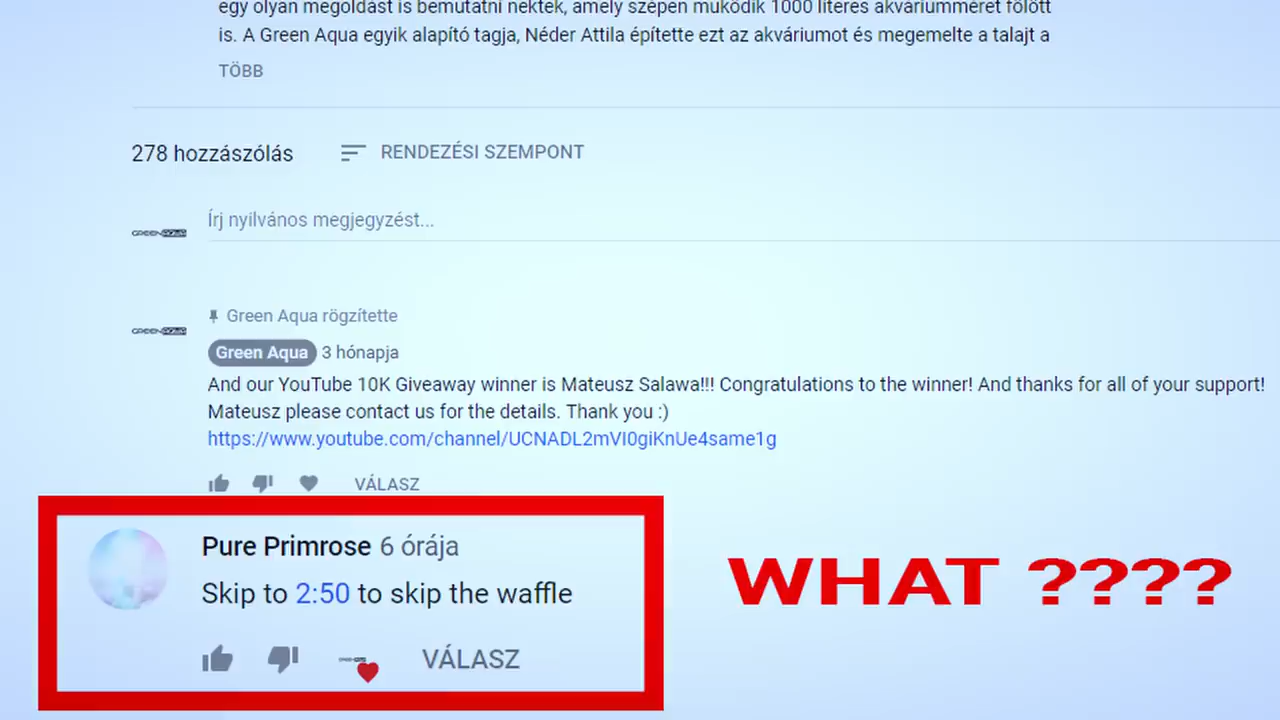 egy olyan megoldást is bemutatni nektek, amely szépen működik 1000 literes akváriumméret fölött
is. A Green Aqua egyik alapító tagja, Néder Attila építette ezt az akváriumot és megemelte a talajt a
TÖBB
278 hozzászólás RENDEZÉSI SZEMPONT
Írj nyilvános megjegyzést...
GREENAQUA
Green Aqua rögzítette
GREENAQUA
Green Aqua 3 hónapja
And our YouTube 10K Giveaway winner is Mateusz Salawa!!! Congratulations to the winner! And thanks for all of your support!
Mateusz please contact us for the details. Thank you :)
https://www.youtube.com/channel/UCNADL2mVI0giKnUe4same1g
VÁLASZ
Pure Primrose 6 órája
Skip to 2:50 to skip the waffle
WHAT ????
VÁLASZ